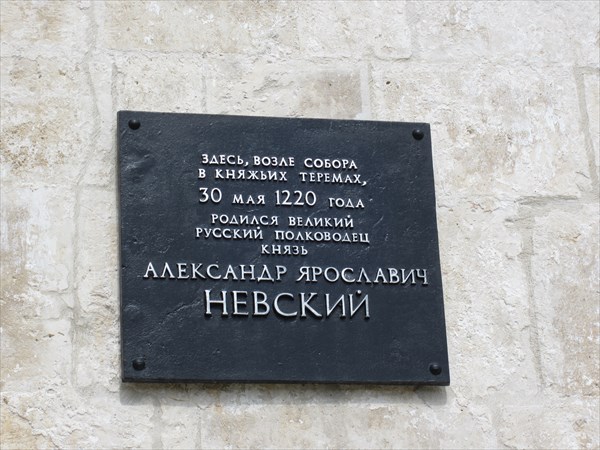 ЗДЕСЬ, ВОЗЛЕ СОБОРА
В КНЯЖЬИХ ТЕРЕМАХ,
30 МАЯ 1220 ГОДА
РОДИЛСЯ ВЕЛИКИЙ
РУССКИЙ ПОЛКОВОДЕЦ
КНЯЗЬ
АЛЕКСАНДР ЯРОСЛАВИЧ
НЕВСКИЙ